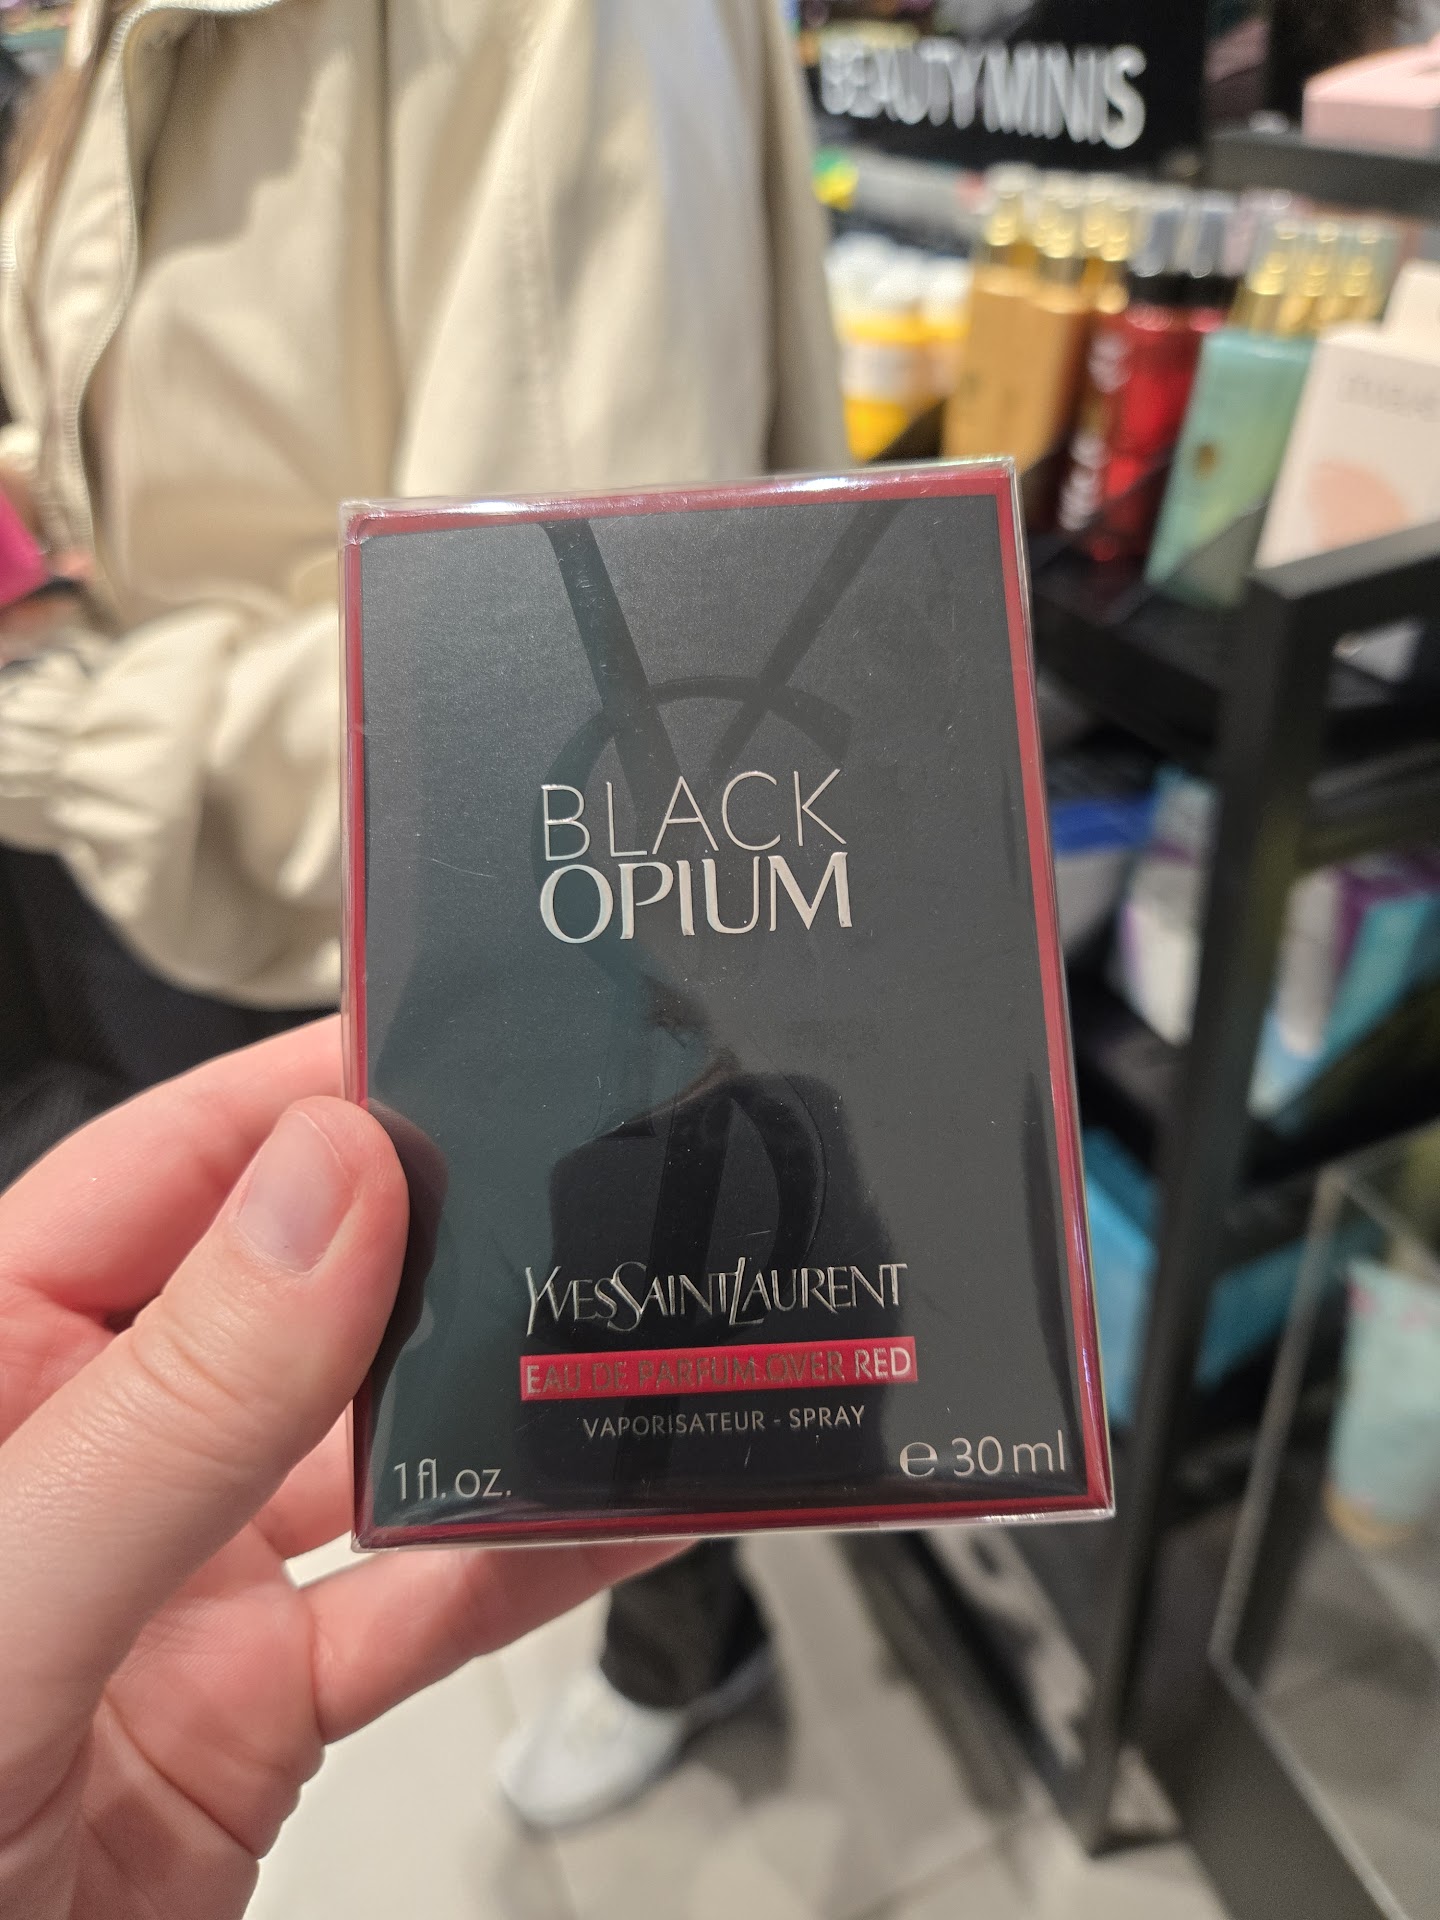 BEAUTY MINIS
BLACK
OPIUM
YVESSAINTLAURENT
EAU DE PARFUM OVER RED
VAPORISATEUR - SPRAY
1 fl. oz.
℮ 30 ml